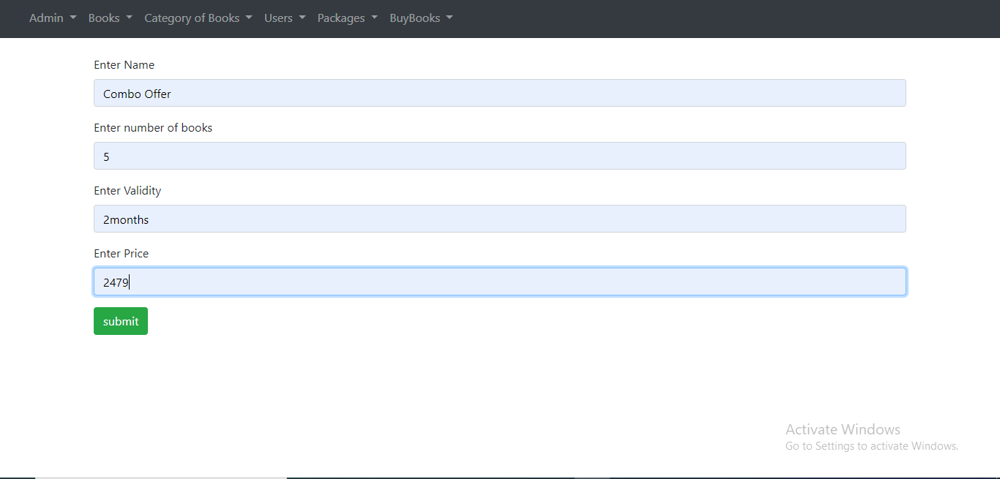 Admin Books Category of Books Users Packages BuyBooks
Enter Name
Combo Offer
Enter number of books
5
Enter Validity
2months
Enter Price
2479
submit
Activate Windows
Go to Settings to activate Windows.